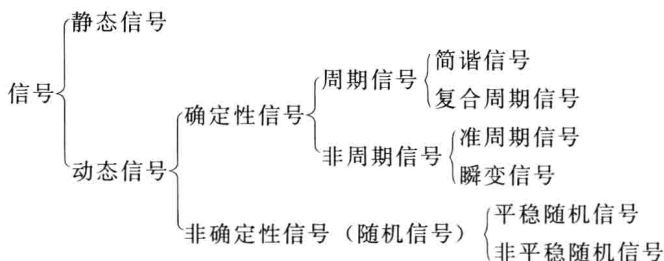 信号
静态信号
动态信号
确定性信号
周期信号
简谐信号
复合周期信号
非周期信号
准周期信号
瞬变信号
非确定性信号（随机信号）
平稳随机信号
非平稳随机信号